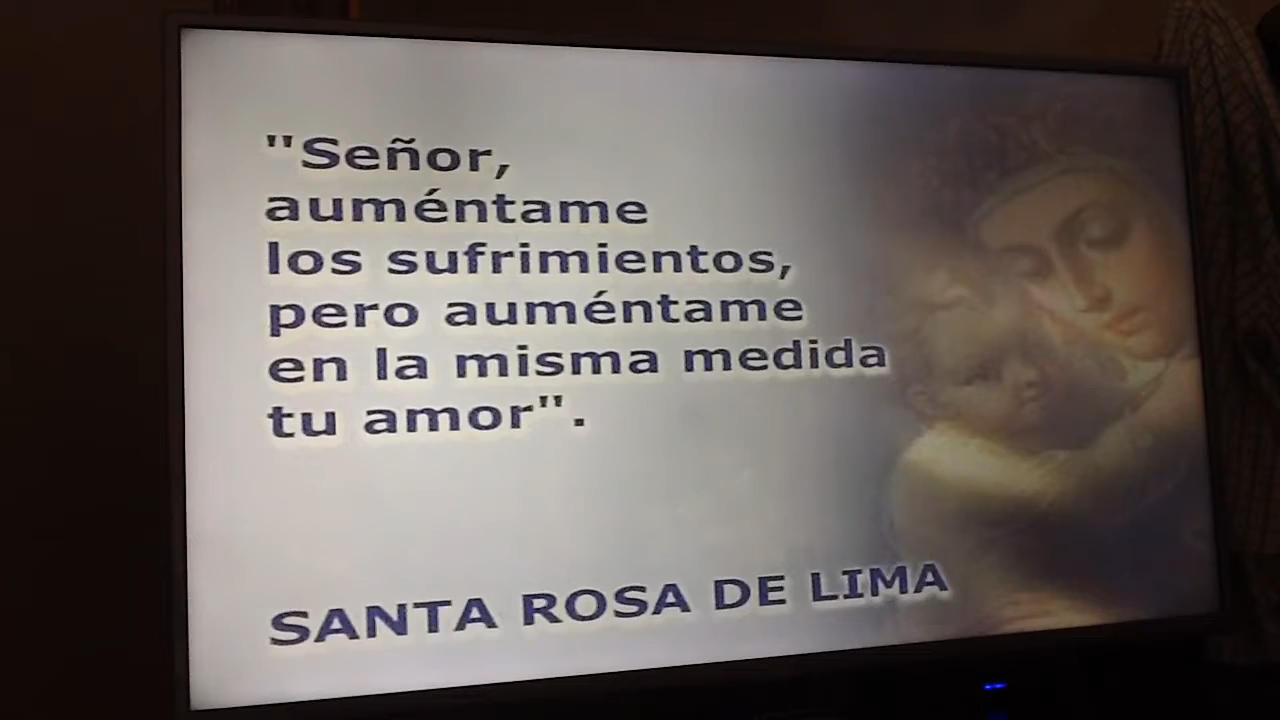 "Señor,
auméntame
los sufrimientos,
pero auméntame
en la misma medida
tu amor".
SANTA ROSA DE LIMA